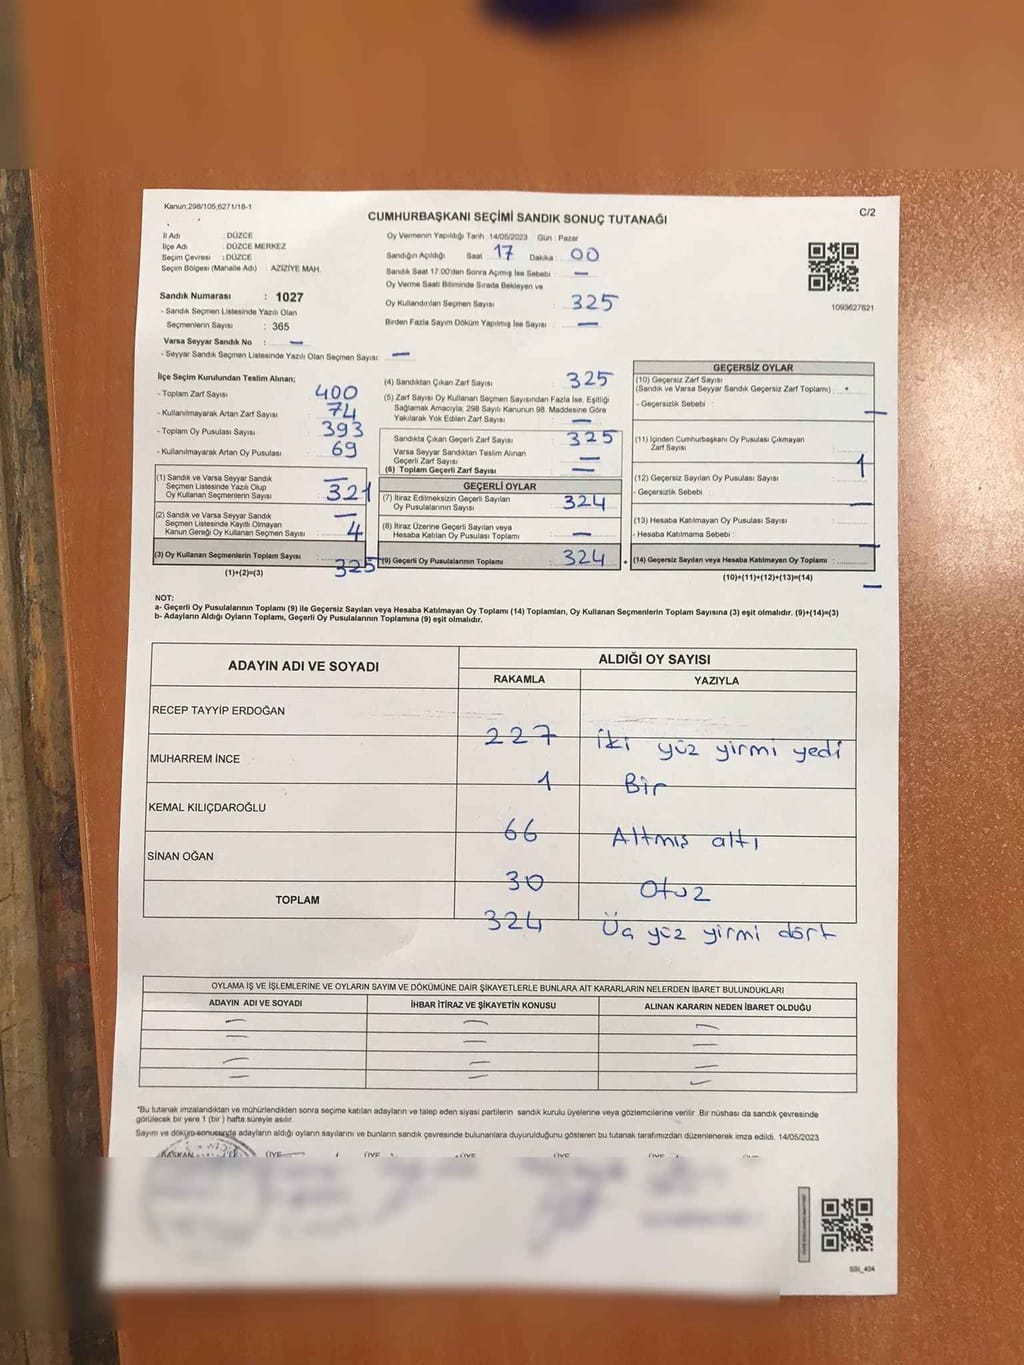 Kanun:298/105,6271/18-1
C/2
CUMHURBAŞKANI SEÇİMİ SANDIK SONUÇ TUTANAĞI
İl Adı : DÜZCE
İlçe Adı : DÜZCE MERKEZ
Seçim Çevresi : DÜZCE
Seçim Bölgesi (Mahalle Adı) : AZİZİYE MAH.
Oy Vermenin Yapıldığı Tarih : 14/05/2023 Gün : Pazar
Sandığın Açıldığı Saat 17 Dakika : 00
Sandık Saat 17:00'den Sonra Açımış İse Sebebi : —
Oy Verme Saati Bitiminde Sırada Bekleyen ve
Oy Kullandırılan Seçmen Sayısı 325
Birden Fazla Sayım Döküm Yapılmış İse Sayısı : —
1093627621
Sandık Numarası : 1027
- Sandık Seçmen Listesinde Yazılı Olan
Seçmenlerin Sayısı : 365
Varsa Seyyar Sandık No : —
- Seyyar Sandık Seçmen Listesinde Yazılı Olan Seçmen Sayısı: —
İlçe Seçim Kurulundan Teslim Alınan;
- Toplam Zarf Sayısı : 400
- Kullanılmayarak Artan Zarf Sayısı : 74
- Toplam Oy Pusulası Sayısı : 393
- Kullanılmayarak Artan Oy Pusulası : 69
(1) Sandık ve Varsa Seyyar Sandık
Seçmen Listesinde Yazılı Olup
Oy Kullanan Seçmenlerin Sayısı : 321
(2) Sandık ve Varsa Seyyar Sandık —
Seçmen Listesinde Kayıtlı Olmayan
Kanun Gereği Oy Kullanan Seçmen Sayısı : 4
(3) Oy Kullanan Seçmenlerin Toplam Sayısı : 325
(1)+(2)=(3)
(4) Sandıktan Çıkan Zarf Sayısı : 325
(5) Zarf Sayısı Oy Kullanan Seçmen Sayısından Fazla İse, Eşitliği
Sağlamak Amacıyla; 298 Sayılı Kanunun 98. Maddesine Göre
Yakılarak Yok Edilen Zarf Sayısı : —
Sandıkta Çıkan Geçerli Zarf Sayısı : 325
Varsa Seyyar Sandıktan Teslim Alınan
Geçerli Zarf Sayısı : —
(6) Toplam Geçerli Zarf Sayısı : —
GEÇERLİ OYLAR
(7) İtiraz Edilmeksizin Geçerli Sayılan
Oy Pusulalarının Sayısı : 324
(8) İtiraz Üzerine Geçerli Sayılan veya
Hesaba Katılan Oy Pusulası Toplamı : —
(9) Geçerli Oy Pusulalarının Toplamı : 324
GEÇERSİZ OYLAR
(10) Geçersiz Zarf Sayısı
(Sandık ve Varsa Seyyar Sandık Geçersiz Zarf Toplamı)
- Geçersizlik Sebebi : —
(11) İçinden Cumhurbaşkanı Oy Pusulası Çıkmayan
Zarf Sayısı 1
(12) Geçersiz Sayılan Oy Pusulası Sayısı :
- Geçersizlik Sebebi : —
(13) Hesaba Katılmayan Oy Pusulası Sayısı :
- Hesaba Katılmama Sebebi : —
(14) Geçersiz Sayılan veya Hesaba Katılmayan Oy Toplamı :
(10)+(11)+(12)+(13)=(14) —
NOT:
a- Geçerli Oy Pusulalarının Toplamı (9) ile Geçersiz Sayılan veya Hesaba Katılmayan Oy Toplamı (14) Toplamları, Oy Kullanan Seçmenlerin Toplam Sayısına (3) eşit olmalıdır. (9)+(14)=(3)
b- Adayların Aldığı Oyların Toplamı, Geçerli Oy Pusulalarının Toplamına (9) eşit olmalıdır.
ADAYIN ADI VE SOYADI ALDIĞI OY SAYISI
RAKAMLA YAZIYLA
RECEP TAYYİP ERDOĞAN 227 iki yüz yirmi yedi
MUHARREM İNCE 1 Bir
KEMAL KILIÇDAROĞLU 66 Altmış altı
SİNAN OĞAN 30 Otuz
TOPLAM 324 Üç yüz yirmi dört
OYLAMA İŞ VE İŞLEMLERİNE VE OYLARIN SAYIM VE DÖKÜMÜNE DAİR ŞİKAYETLERLE BUNLARA AİT KARARLARIN NELERDEN İBARET BULUNDUKLARI
ADAYIN ADI VE SOYADI İHBAR İTİRAZ VE ŞİKAYETİN KONUSU ALINAN KARARIN NEDEN İBARET OLDUĞU
— — —
— — —
— — —
— — —
*Bu tutanak imzalandıktan ve mühürlendikten sonra seçime katılan adayların ve talep eden siyasi partilerin sandık kurulu üyelerine veya gözlemcilerine verilir. Bir nüshası da sandık çevresinde
görülecek bir yere 1 (bir) hafta süreyle asılır.
Sayım ve döküm sonucunda adayların aldığı oyların sayılarını ve bunların sandık çevresinde bulunanlara duyurulduğunu gösteren bu tutanak tarafımızdan düzenlenerek imza edildi. 14/05/2023
BAŞKAN ÜYE ÜYE ÜYE ÜYE ÜYE